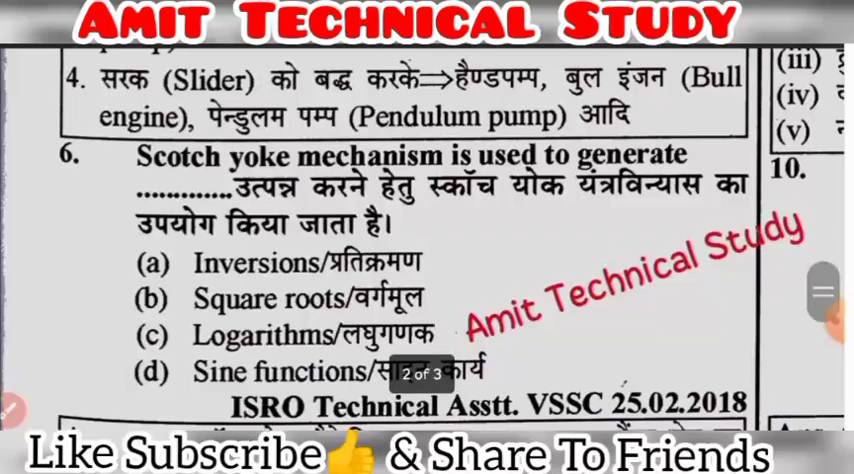 AMIT TECHNICAL STUDY
4. सरक (Slider) को बद्ध करके⇒हैण्डपम्प, बुल इंजन (Bull
engine), पेन्डुलम पम्प (Pendulum pump) आदि
6. Scotch yoke mechanism is used to generate
.............उत्पन्न करने हेतु स्कॉच योक यंत्रविन्यास का
उपयोग किया जाता है।
(a) Inversions/प्रतिक्रमण
(b) Square roots/वर्गमूल
(c) Logarithms/लघुगणक
(d) Sine functions/साइन कार्य
2 of 3
ISRO Technical Asstt. VSSC 25.02.2018
(iii)
(iv)
(v)
10.
Amit Technical Study
Like Subscribe👍 & Share To Friends